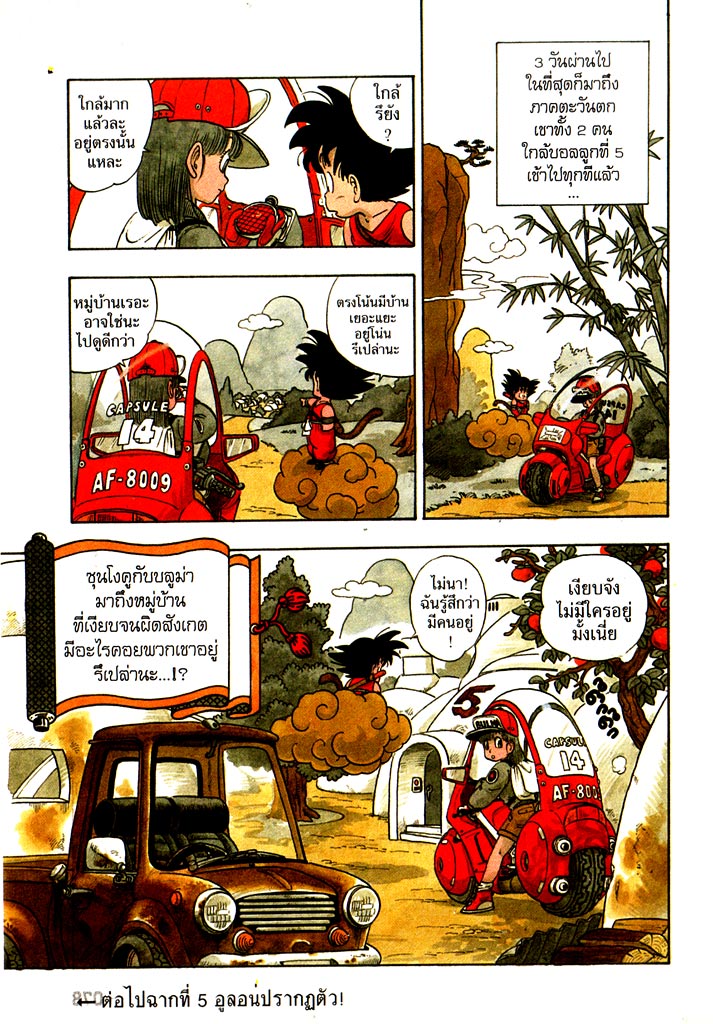 3 วันผ่านไป
ในที่สุดก็มาถึง
ภาคตะวันตก
เขาทั้ง 2 คน
ใกล้บอลลูกที่ 5
เข้าไปทุกทีแล้ว
...
ใกล้
รึยัง
?
ใกล้มาก
แล้วละ
อยู่ตรงนั้น
แหละ
ตรงโน้นมีบ้าน
เยอะแยะ
อยู่โน่น
รึเปล่านะ
หมู่บ้านเรอะ
อาจใช่นะ
ไปดูดีกว่า
CAPSULE
14
AF-8009
เงียบจัง
ไม่มีใครอยู่
มั้งเนี่ย
ไม่นา!
ฉันรู้สึกว่า
มีคนอยู่
!
ซุนโงคูกับบลูม่า
มาถึงหมู่บ้าน
ที่เงียบจนผิดสังเกต
มีอะไรคอยพวกเขาอยู่
รึเปล่านะ...!?
5
BULMA
CAPSULE
14
AF-8009
← ต่อไปฉากที่ 5 อูลอนปรากฏตัว!